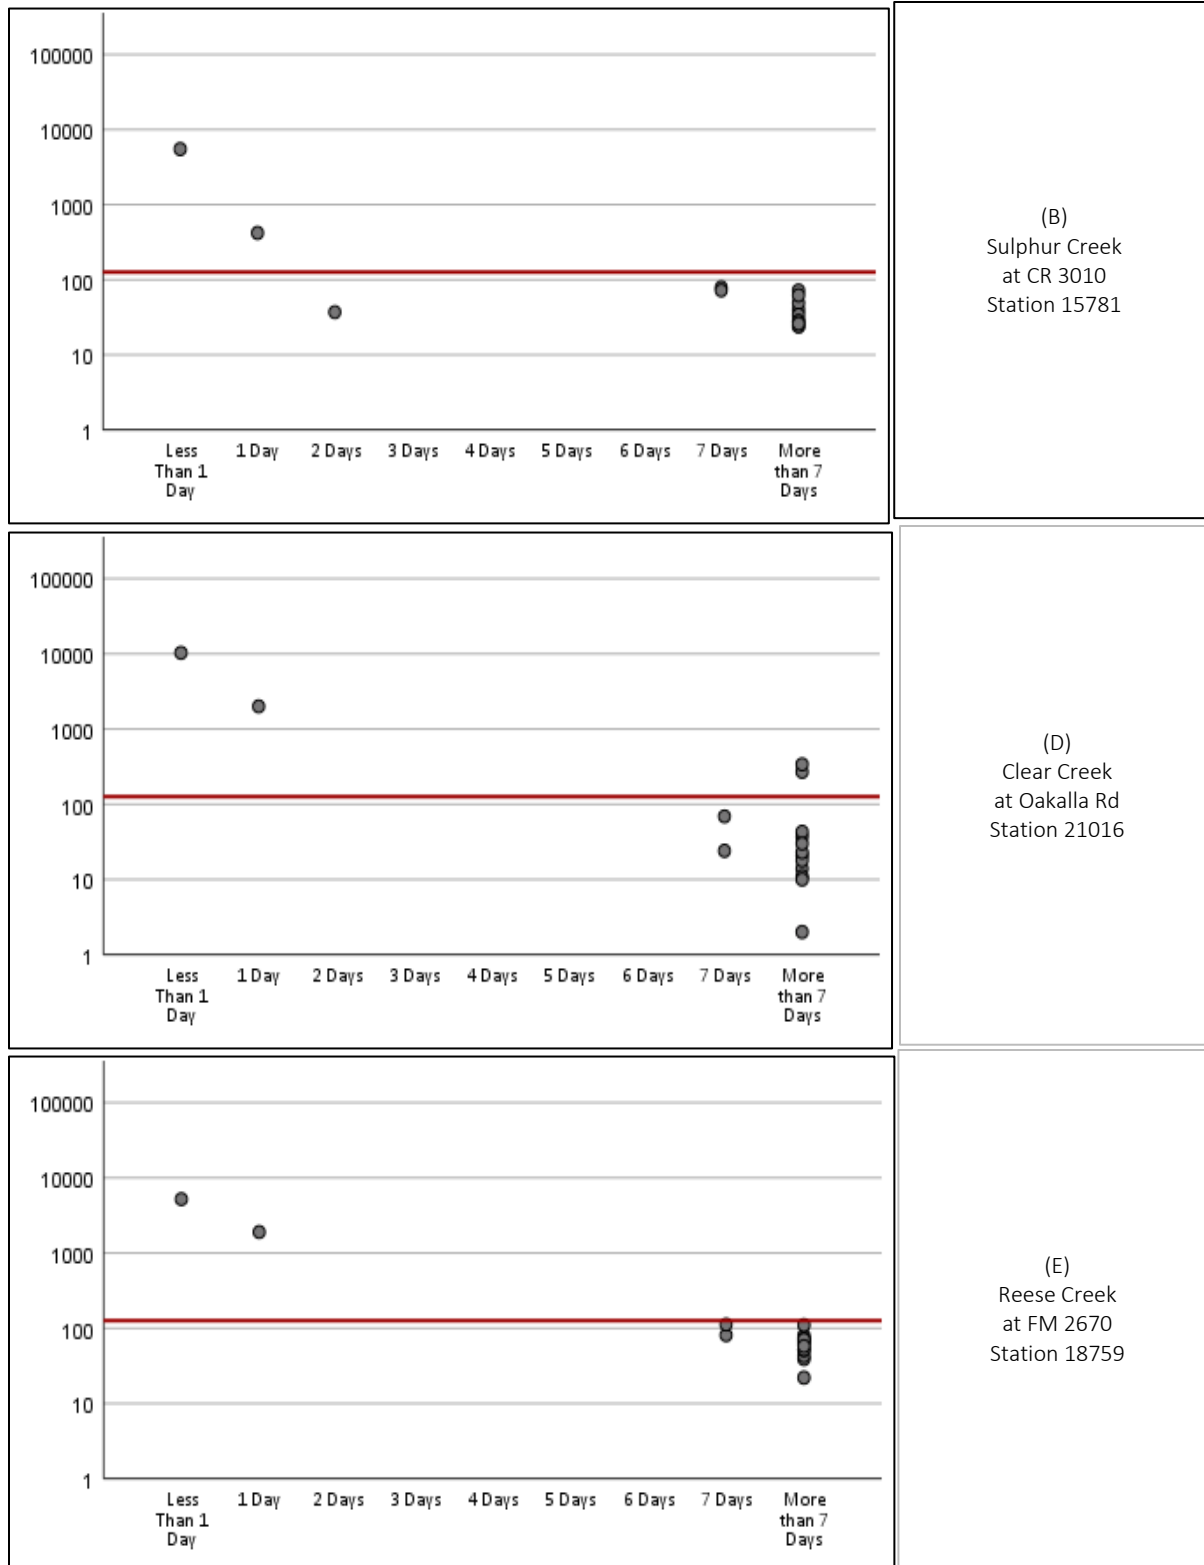 100000
10000
1000
100
10
1
Less
Than 1
Day
1 Day
2 Days
3 Days
4 Days
5 Days
6 Days
7 Days
More
than 7
Days
(B)
Sulphur Creek
at CR 3010
Station 15781
100000
10000
1000
100
10
1
Less
Than 1
Day
1 Day
2 Days
3 Days
4 Days
5 Days
6 Days
7 Days
More
than 7
Days
(D)
Clear Creek
at Oakalla Rd
Station 21016
100000
10000
1000
100
10
1
Less
Than 1
Day
1 Day
2 Days
3 Days
4 Days
5 Days
6 Days
7 Days
More
than 7
Days
(E)
Reese Creek
at FM 2670
Station 18759